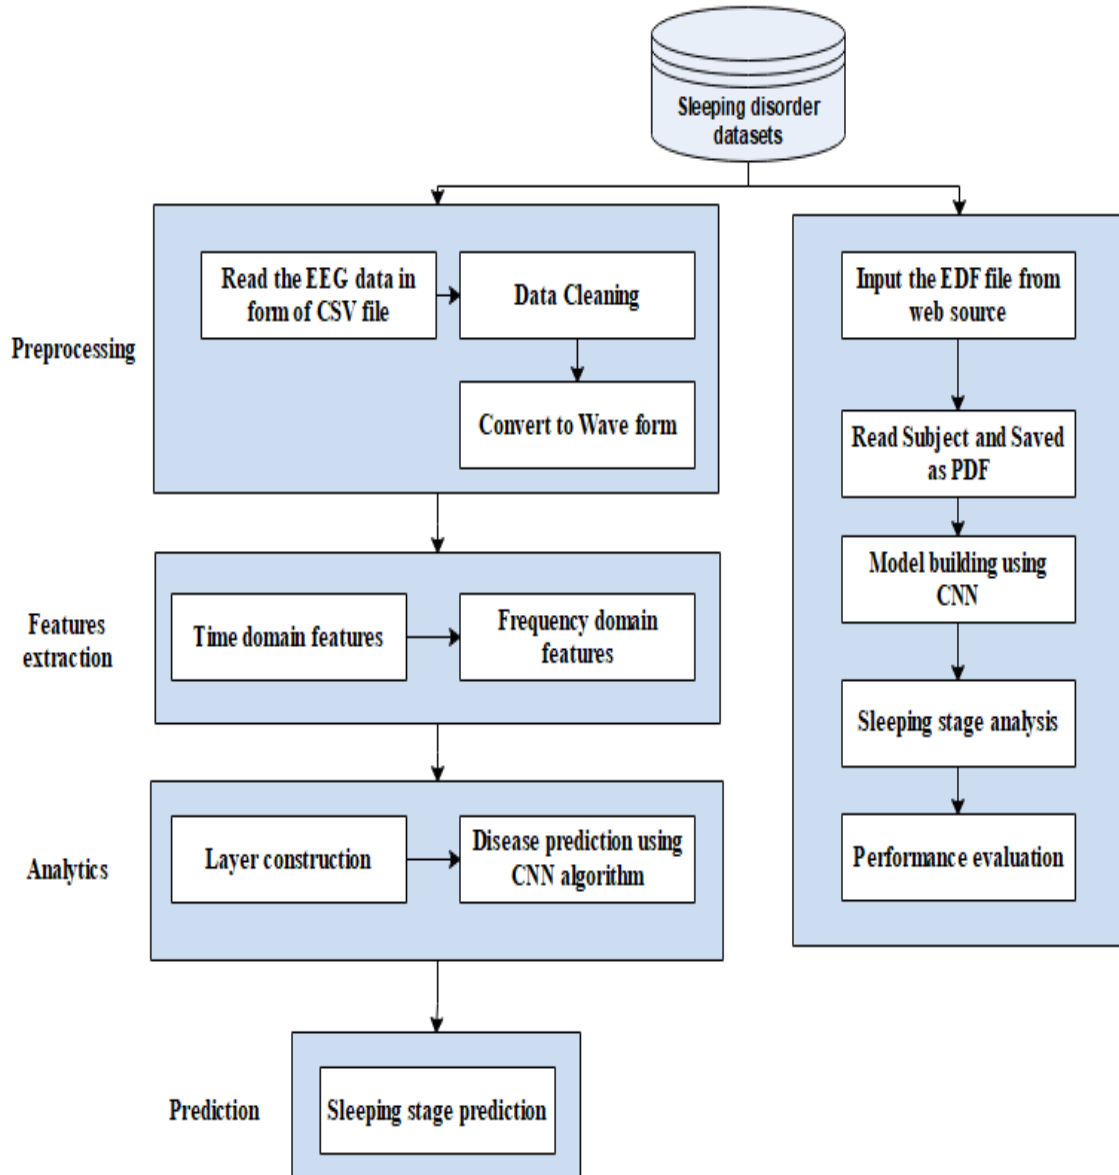 Sleeping disorder
datasets
Preprocessing
Read the EEG data in
form of CSV file
Data Cleaning
Convert to Wave form
Features
extraction
Time domain features
Frequency domain
features
Analytics
Layer construction
Disease prediction using
CNN algorithm
Prediction
Sleeping stage prediction
Input the EDF file from
web source
Read Subject and Saved
as PDF
Model building using
CNN
Sleeping stage analysis
Performance evaluation